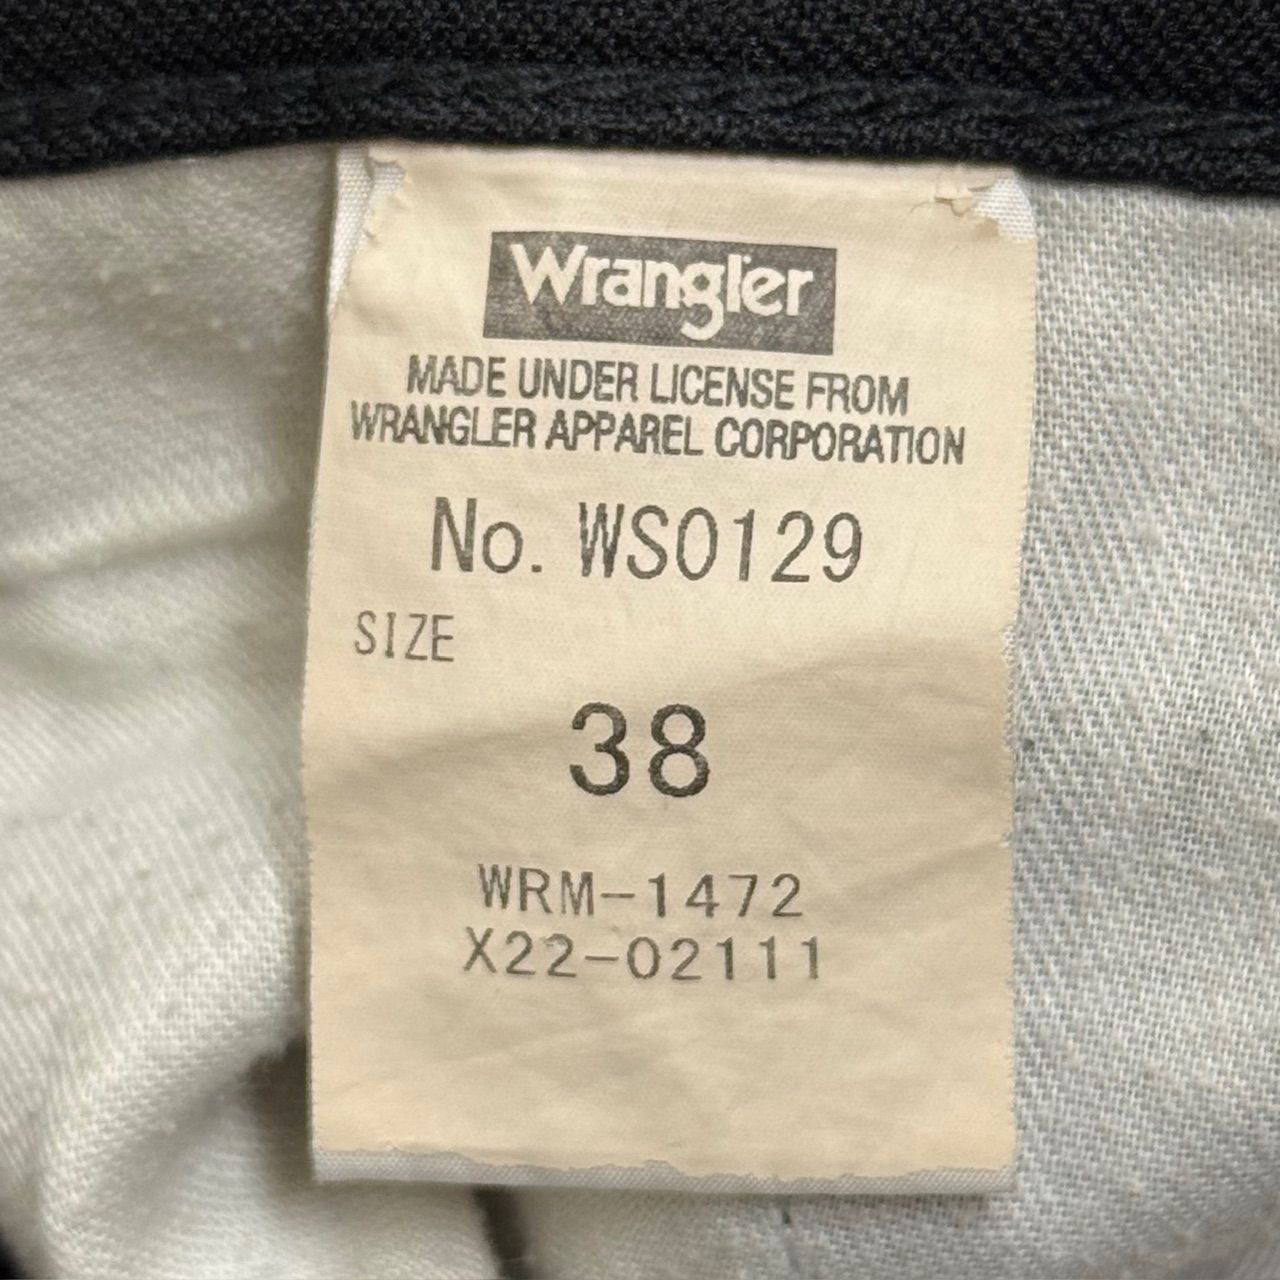 Wrangler
MADE UNDER LICENSE FROM
WRANGLER APPAREL CORPORATION
No. WS0129
SIZE
38
WRM-1472
X22-02111